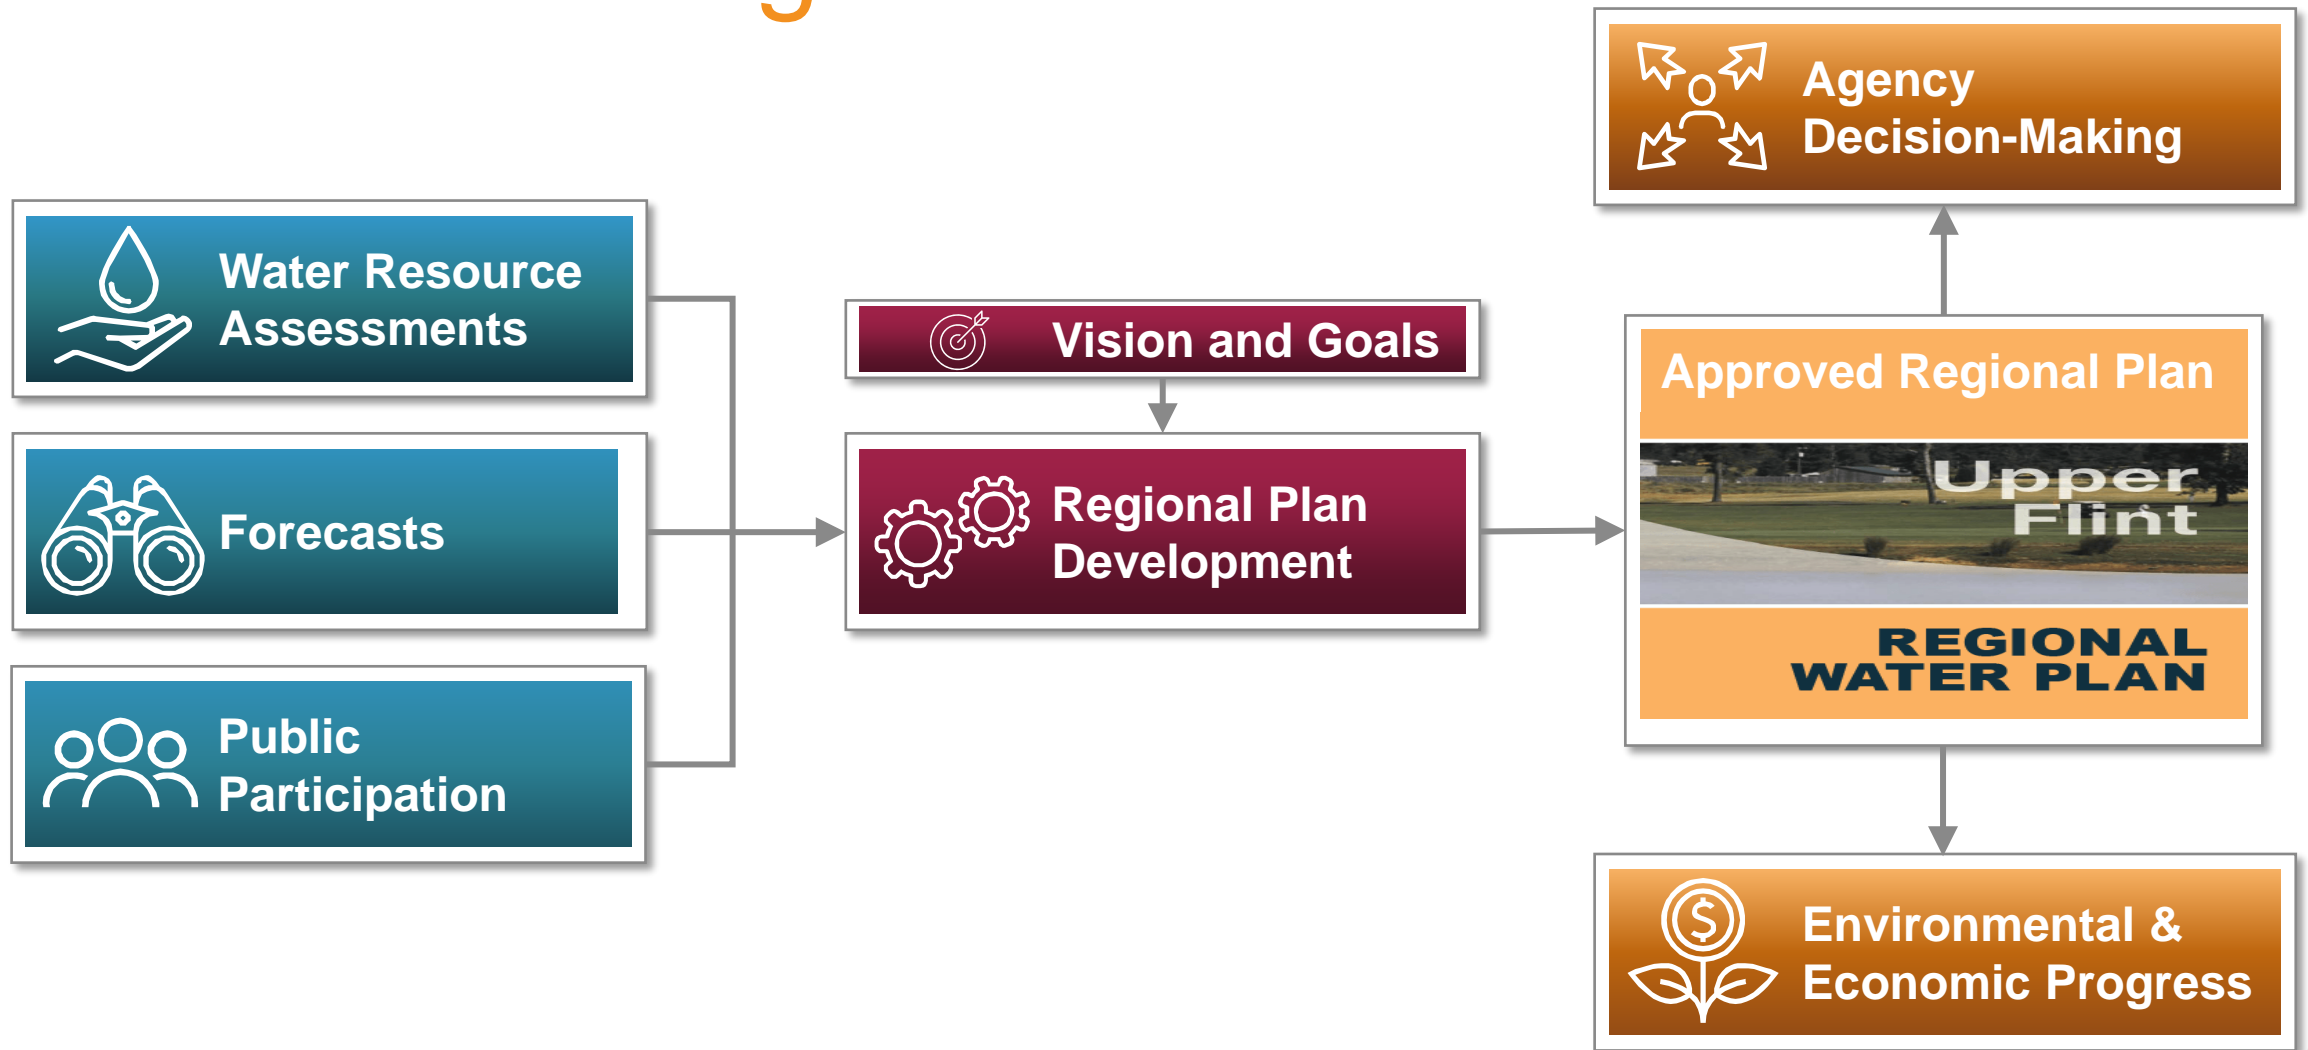 Agency
Decision-Making
Water Resource
Assessments
Vision and Goals
Approved Regional Plan
Upper
Flint
Forecasts
Regional Plan
Development
REGIONAL
WATER PLAN
Public
Participation
$
Environmental &
Economic Progress